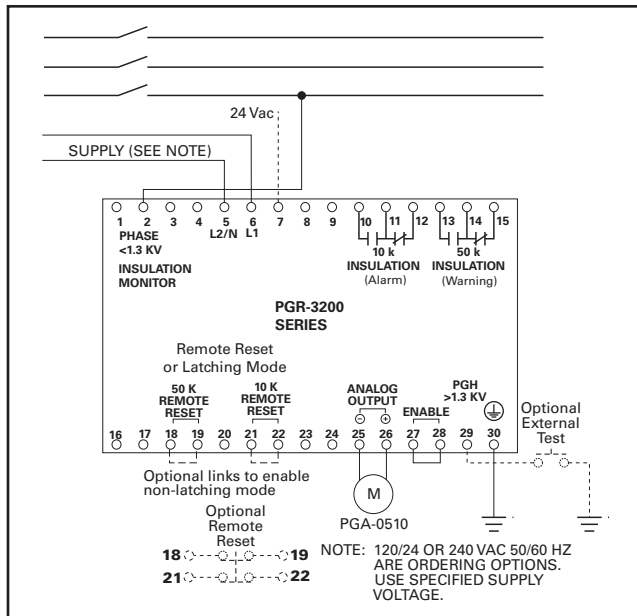 24 Vac
SUPPLY (SEE NOTE)
1 2 3 4 5 6 7 8 9 10 11 12 13 14 15
L2/N L1
PHASE
<1.3 KV
INSULATION
MONITOR
10 k
INSULATION
(Alarm)
50 k
INSULATION
(Warning)
PGR-3200
SERIES
Remote Reset
or Latching Mode
50 K
REMOTE
RESET
10 K
REMOTE
RESET
ANALOG
OUTPUT
− +
ENABLE
PGH
>1.3 KV
Optional
External
Test
16 17 18 19 20 21 22 23 24 25 26 27 28 29 30
Optional links to enable
non-latching mode
Optional
Remote
Reset
18 19
21 22
M
PGA-0510
NOTE: 120/24 OR 240 VAC 50/60 HZ
ARE ORDERING OPTIONS.
USE SPECIFIED SUPPLY
VOLTAGE.